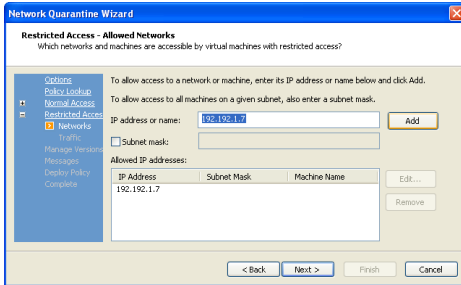 Network Quarantine Wizard
Restricted Access - Allowed Networks
Which networks and machines are accessible by virtual machines with restricted access?
Options
Policy Lookup
Normal Access
Restricted Acces
Networks
Traffic
Manage Versions
Messages
Deploy Policy
Complete
To allow access to a network or machine, enter its IP address or name below and click Add.
To allow access to all machines on a given subnet, also enter a subnet mask.
IP address or name: 192.192.1.7 Add
Subnet mask:
Allowed IP addresses:
IP Address Subnet Mask Machine Name
192.192.1.7
Edit...
Remove
< Back Next > Finish Cancel